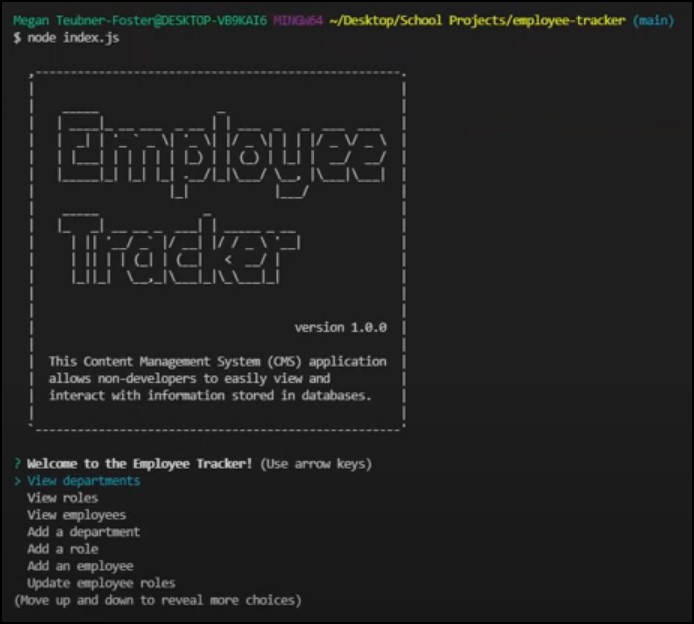 Megan Teubner-Foster@DESKTOP-VB9KAI6 MINGW64 ~/Desktop/School Projects/employee-tracker (main)
$ node index.js
Employee
Tracker
version 1.0.0
This Content Management System (CMS) application
allows non-developers to easily view and
interact with information stored in databases.
? Welcome to the Employee Tracker! (Use arrow keys)
> View departments
View roles
View employees
Add a department
Add a role
Add an employee
Update employee roles
(Move up and down to reveal more choices)